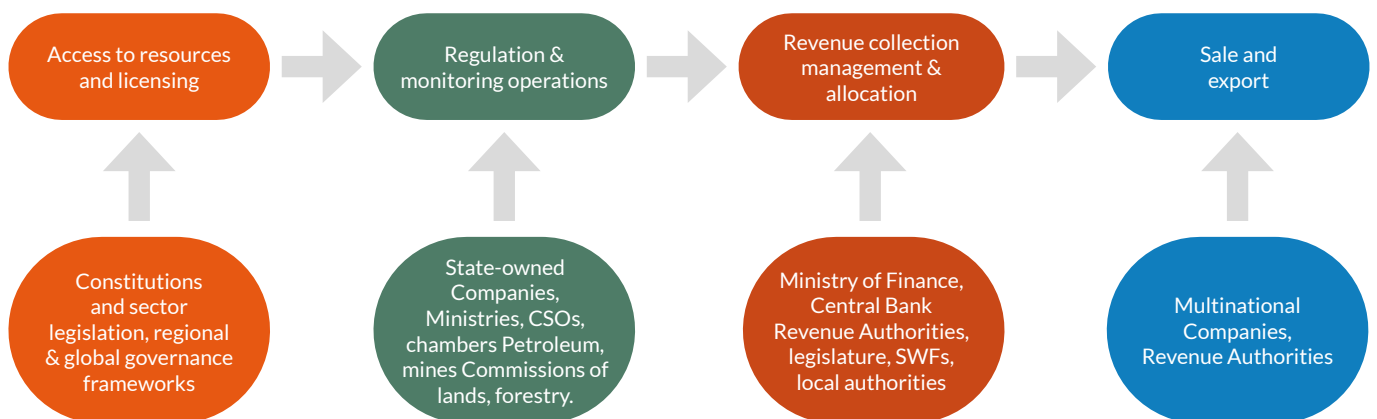 Access to resources
and licensing
Regulation &
monitoring operations
Revenue collection
management &
allocation
Sale and
export
Constitutions
and sector
legislation, regional
& global governance
frameworks
State-owned
Companies,
Ministries, CSOs,
chambers Petroleum,
mines Commissions of
lands, forestry.
Ministry of Finance,
Central Bank
Revenue Authorities,
legislature, SWFs,
local authorities
Multinational
Companies,
Revenue Authorities